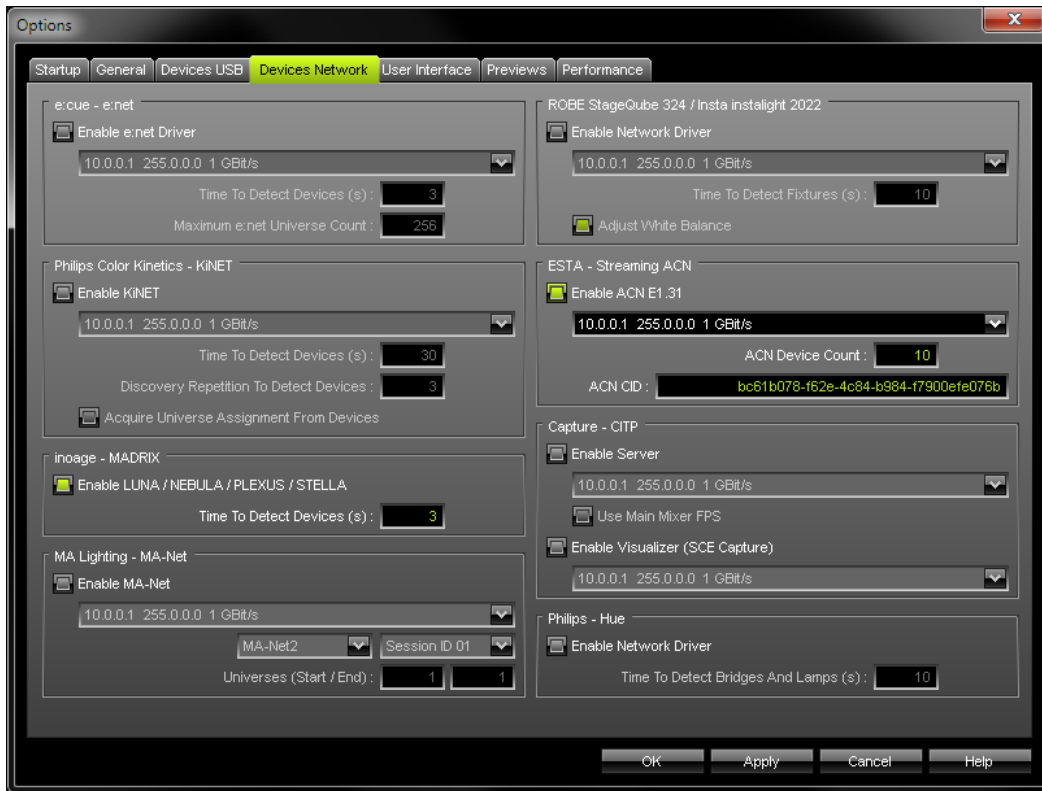 Options
Startup General Devices USB Devices Network User Interface Previews Performance
e:cue - e:net
Enable e:net Driver
10.0.0.1 255.0.0.0 1 GBit/s
Time To Detect Devices (s) : 3
Maximum e:net Universe Count : 256
Philips Color Kinetics - KiNET
Enable KiNET
10.0.0.1 255.0.0.0 1 GBit/s
Time To Detect Devices (s) : 30
Discovery Repetition To Detect Devices : 3
Acquire Universe Assignment From Devices
inoage - MADRIX
Enable LUNA / NEBULA / PLEXUS / STELLA
Time To Detect Devices (s) : 3
MA Lighting - MA-Net
Enable MA-Net
10.0.0.1 255.0.0.0 1 GBit/s
MA-Net2 Session ID 01
Universes (Start / End) : 1 1
ROBE StageQube 324 / Insta instalight 2022
Enable Network Driver
10.0.0.1 255.0.0.0 1 GBit/s
Time To Detect Fixtures (s) : 10
Adjust White Balance
ESTA - Streaming ACN
Enable ACN E1.31
10.0.0.1 255.0.0.0 1 GBit/s
ACN Device Count : 10
ACN CID : bc61b078-f62e-4c84-b984-f7900efe076b
Capture - CITP
Enable Server
10.0.0.1 255.0.0.0 1 GBit/s
Use Main Mixer FPS
Enable Visualizer (SCE Capture)
10.0.0.1 255.0.0.0 1 GBit/s
Philips - Hue
Enable Network Driver
Time To Detect Bridges And Lamps (s) : 10
OK Apply Cancel Help